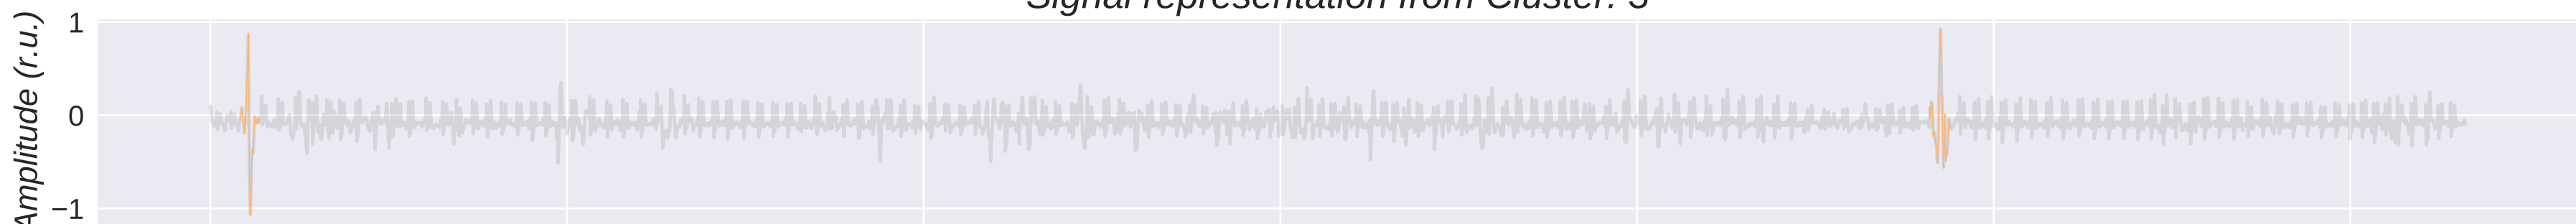 Signal representation from Cluster: 3
Amplitude (r.u.)
1
0
−1